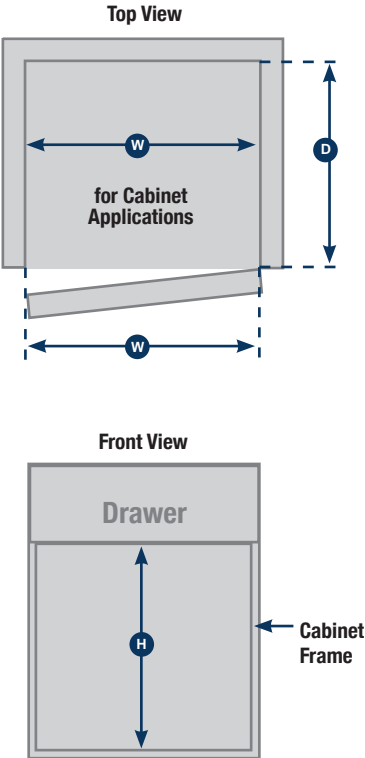 Top View
W
D
for Cabinet
Applications
W
Front View
Drawer
H
Cabinet
Frame